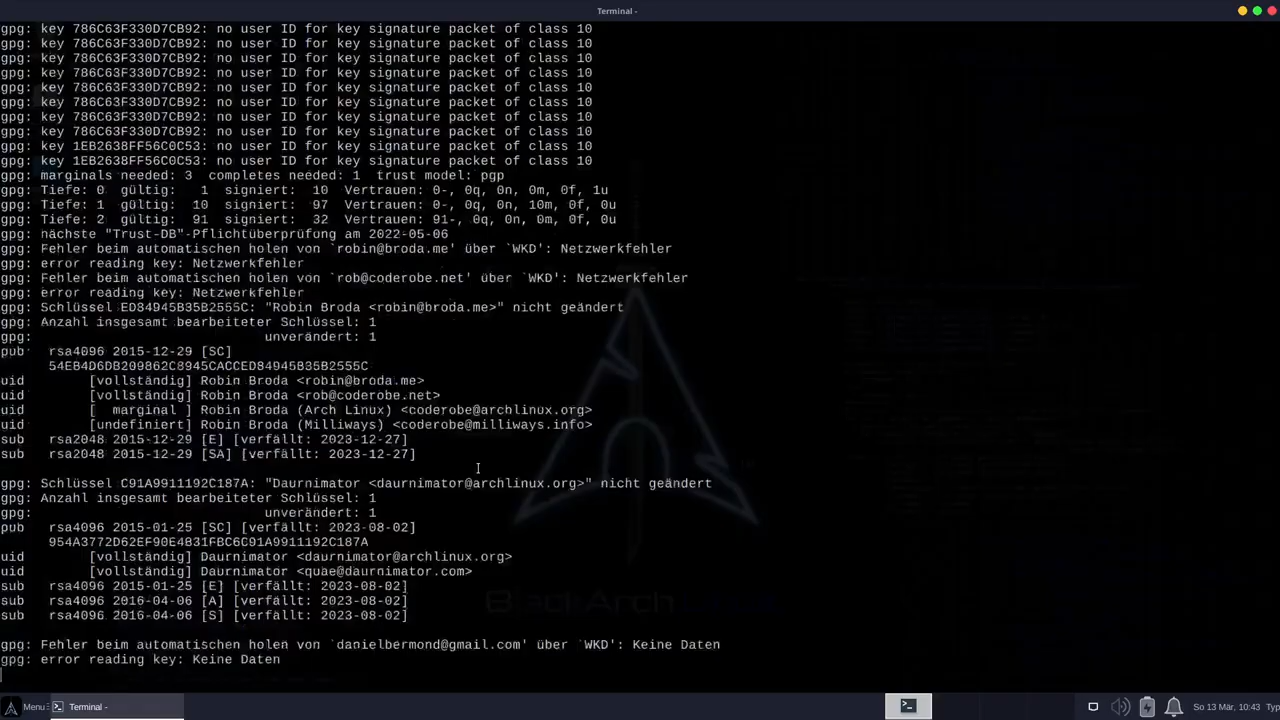 Terminal -
gpg: key 786C63F330D7CB92: no user ID for key signature packet of class 10
gpg: key 786C63F330D7CB92: no user ID for key signature packet of class 10
gpg: key 786C63F330D7CB92: no user ID for key signature packet of class 10
gpg: key 786C63F330D7CB92: no user ID for key signature packet of class 10
gpg: key 786C63F330D7CB92: no user ID for key signature packet of class 10
gpg: key 786C63F330D7CB92: no user ID for key signature packet of class 10
gpg: key 786C63F330D7CB92: no user ID for key signature packet of class 10
gpg: key 786C63F330D7CB92: no user ID for key signature packet of class 10
gpg: key 1EB2638FF56C0C53: no user ID for key signature packet of class 10
gpg: key 1EB2638FF56C0C53: no user ID for key signature packet of class 10
gpg: marginals needed: 3 completes needed: 1 trust model: pgp
gpg: Tiefe: 0 gültig: 1 signiert: 10 Vertrauen: 0-, 0q, 0n, 0m, 0f, 1u
gpg: Tiefe: 1 gültig: 10 signiert: 97 Vertrauen: 0-, 0q, 0n, 10m, 0f, 0u
gpg: Tiefe: 2 gültig: 91 signiert: 32 Vertrauen: 91-, 0q, 0n, 0m, 0f, 0u
gpg: nächste "Trust-DB"-Pflichtüberprüfung am 2022-05-06
gpg: Fehler beim automatischen holen von `robin@broda.me' über `WKD': Netzwerkfehler
gpg: error reading key: Netzwerkfehler
gpg: Fehler beim automatischen holen von `rob@coderobe.net' über `WKD': Netzwerkfehler
gpg: error reading key: Netzwerkfehler
gpg: Schlüssel ED84945B35B2555C: "Robin Broda <robin@broda.me>" nicht geändert
gpg: Anzahl insgesamt bearbeiteter Schlüssel: 1
gpg: unverändert: 1
pub rsa4096 2015-12-29 [SC]
54EB4D6DB209862C8945CACCED84945B35B2555C
uid [vollständig] Robin Broda <robin@broda.me>
uid [vollständig] Robin Broda <rob@coderobe.net>
uid [ marginal ] Robin Broda (Arch Linux) <coderobe@archlinux.org>
uid [undefiniert] Robin Broda (Milliways) <coderobe@milliways.info>
sub rsa2048 2015-12-29 [E] [verfällt: 2023-12-27]
sub rsa2048 2015-12-29 [SA] [verfällt: 2023-12-27]
gpg: Schlüssel C91A9911192C187A: "Daurnimator <daurnimator@archlinux.org>" nicht geändert
gpg: Anzahl insgesamt bearbeiteter Schlüssel: 1
gpg: unverändert: 1
pub rsa4096 2015-01-25 [SC] [verfällt: 2023-08-02]
954A3772D62EF90E4B31FBC6C91A9911192C187A
uid [vollständig] Daurnimator <daurnimator@archlinux.org>
uid [vollständig] Daurnimator <quae@daurnimator.com>
sub rsa4096 2015-01-25 [E] [verfällt: 2023-08-02]
sub rsa4096 2016-04-06 [A] [verfällt: 2023-08-02]
sub rsa4096 2016-04-06 [S] [verfällt: 2023-08-02]
BlackArch
gpg: Fehler beim automatischen holen von `danielbermond@gmail.com' über `WKD': Keine Daten
gpg: error reading key: Keine Daten
Menu Terminal - So 13 Mär, 10:43 Typ